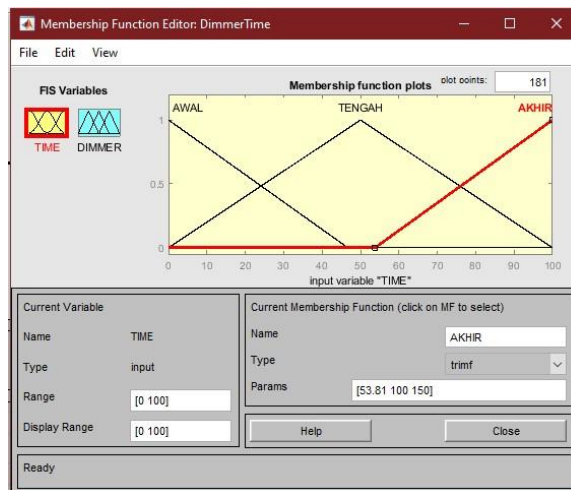 Membership Function Editor: DimmerTime
File Edit View
FIS Variables
TIME DIMMER
Membership function plots plot points: 181
AWAL TENGAH AKHIR
1
0.5
0
0 10 20 30 40 50 60 70 80 90 100
input variable "TIME"
Current Variable
Name TIME
Type input
Range [0 100]
Display Range [0 100]
Current Membership Function (click on MF to select)
Name AKHIR
Type trimf
Params [53.81 100 150]
Help Close
Ready